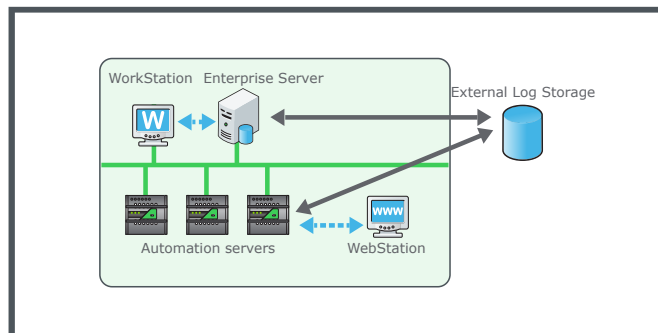 WorkStation Enterprise Server
External Log Storage
W
www
Automation servers WebStation